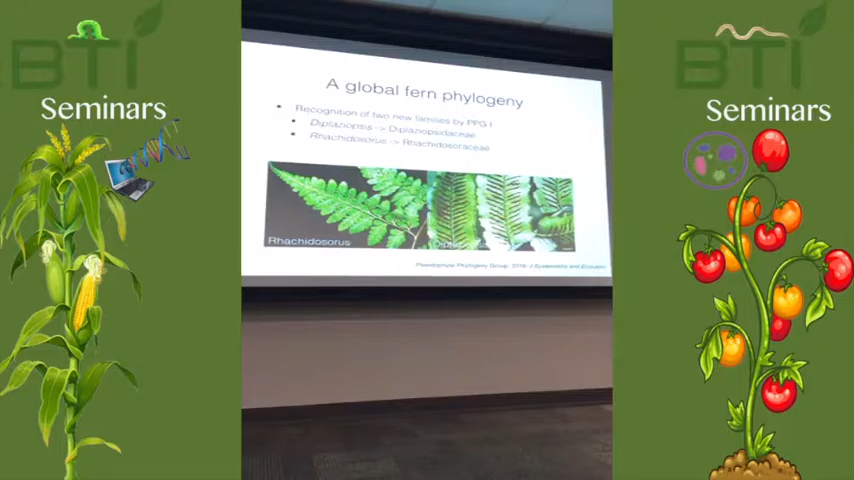 BTI
Seminars
A global fern phylogeny
Recognition of two new families by PPG I
Diplaziopsis -> Diplaziopsidaceae
Rhachidosorus -> Rhachidosoraceae
Rhachidosorus
Pteridophyte Phylogeny Group, 2016, J Systematics and Evolution
BTI
Seminars